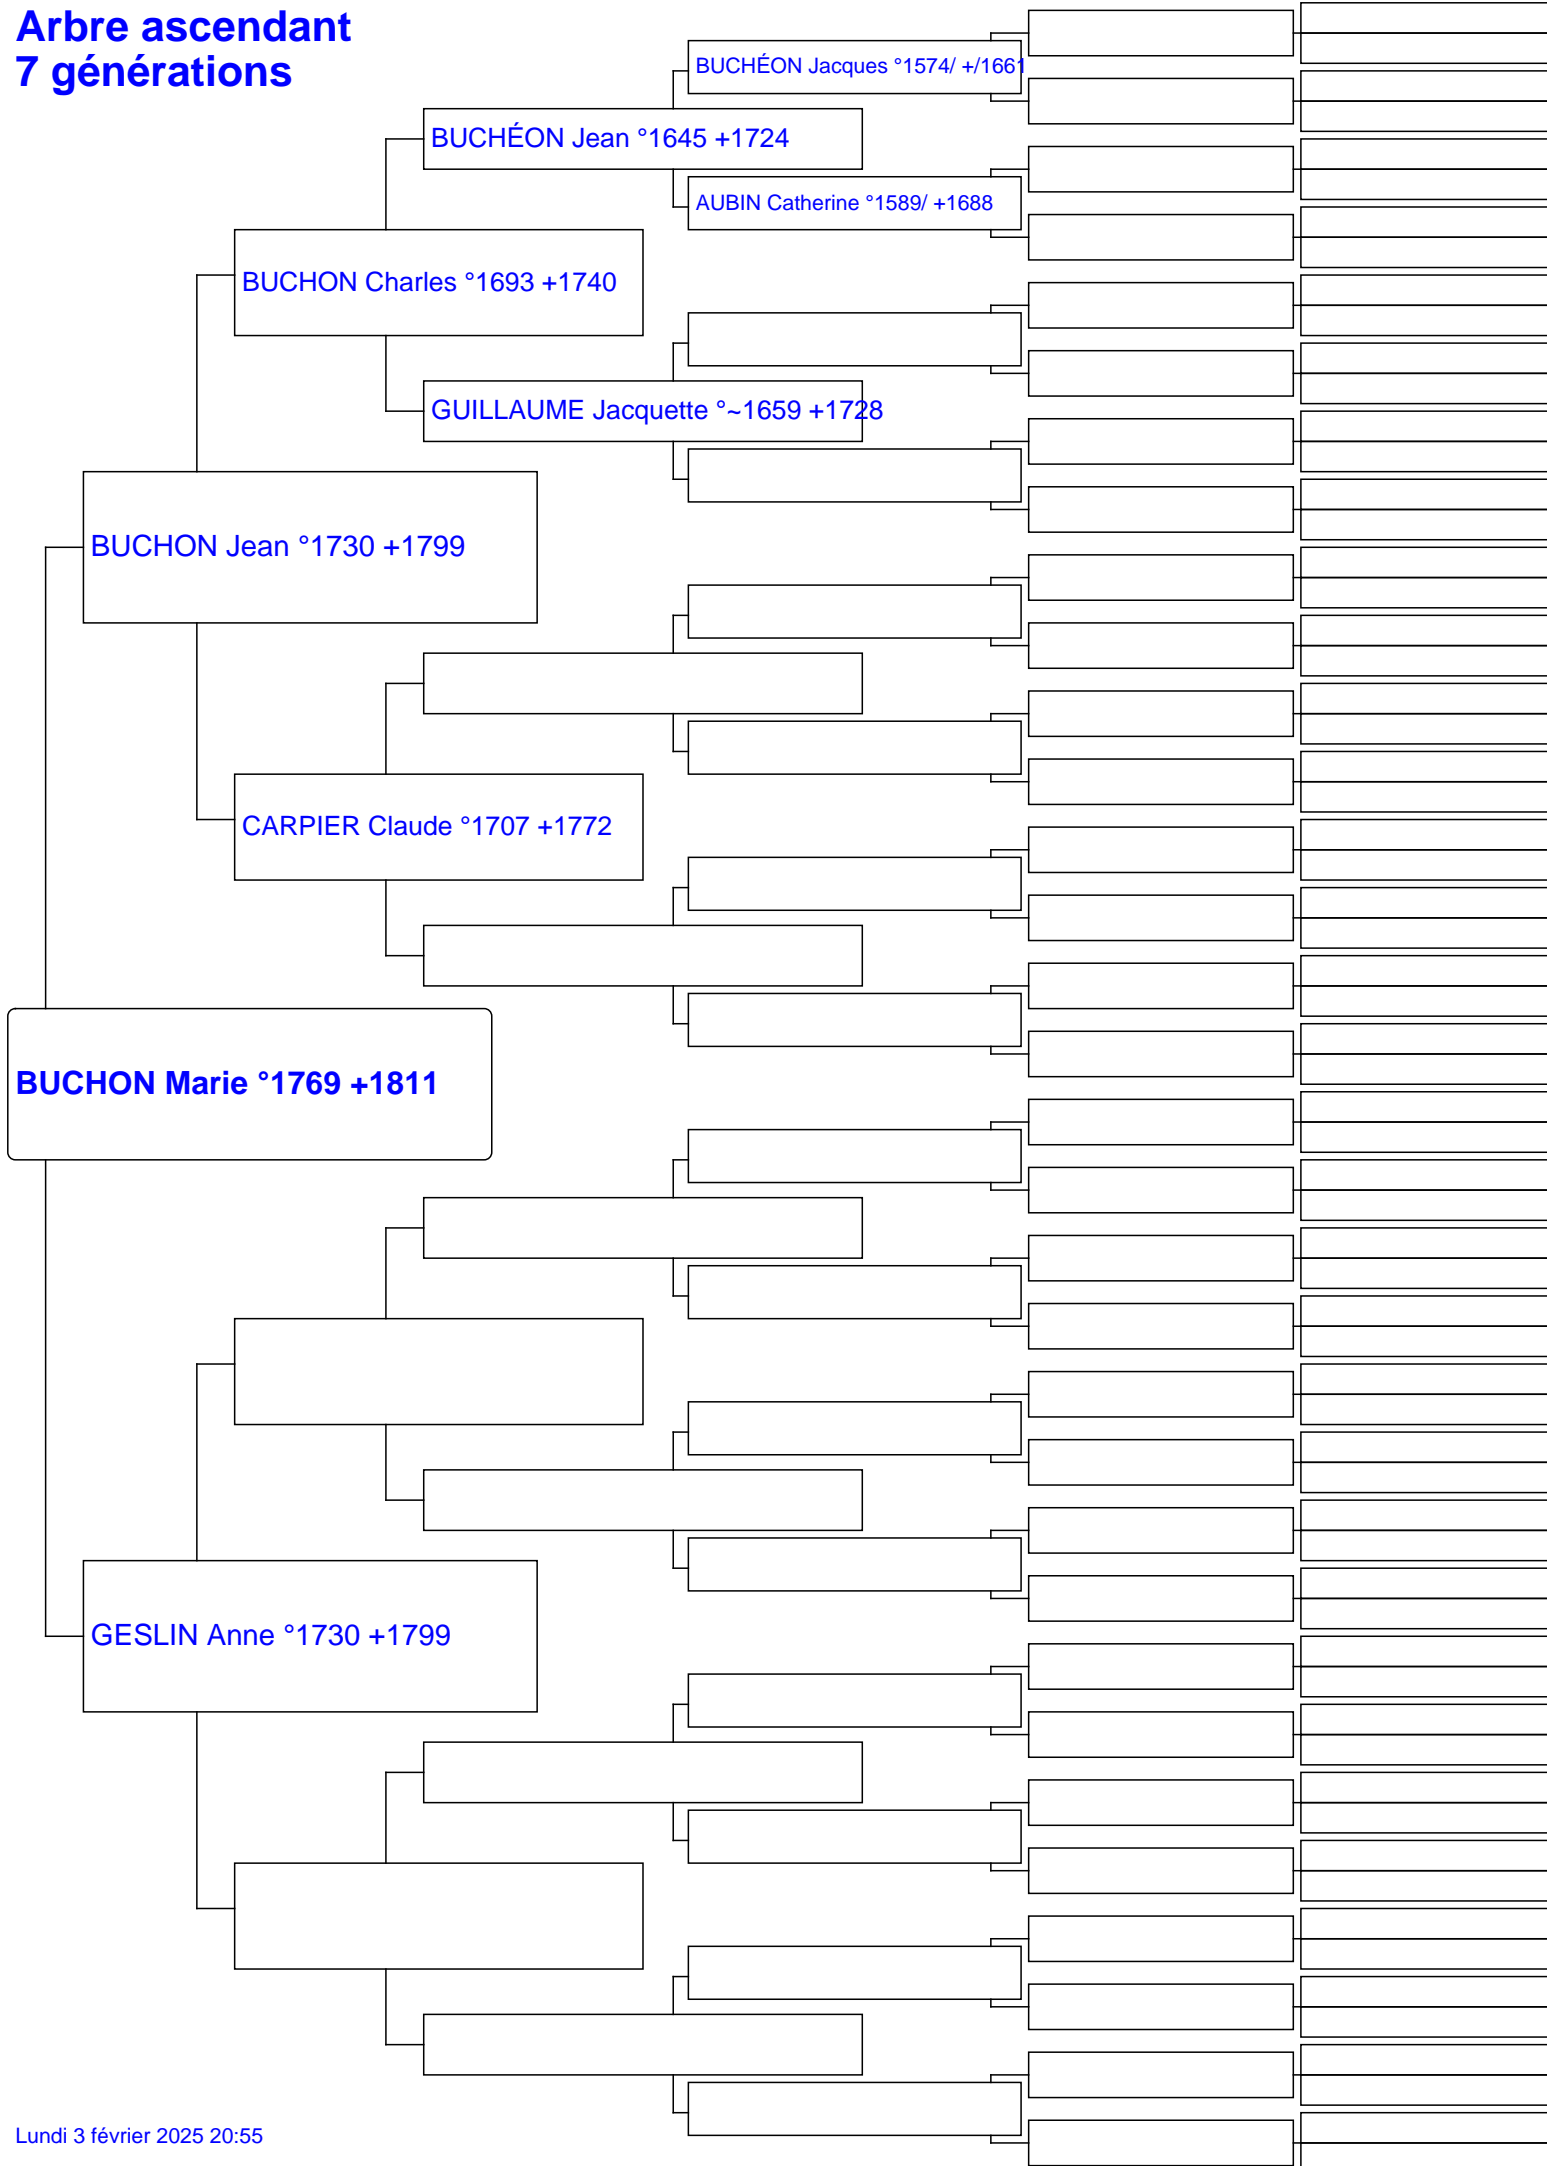 Arbre ascendant
7 générations
BUCHÉON Jacques °1574/ +/1661
BUCHÉON Jean °1645 +1724
AUBIN Catherine °1589/ +1688
BUCHON Charles °1693 +1740
GUILLAUME Jacquette °~1659 +1728
BUCHON Jean °1730 +1799
CARPIER Claude °1707 +1772
BUCHON Marie °1769 +1811
GESLIN Anne °1730 +1799
Lundi 3 février 2025 20:55